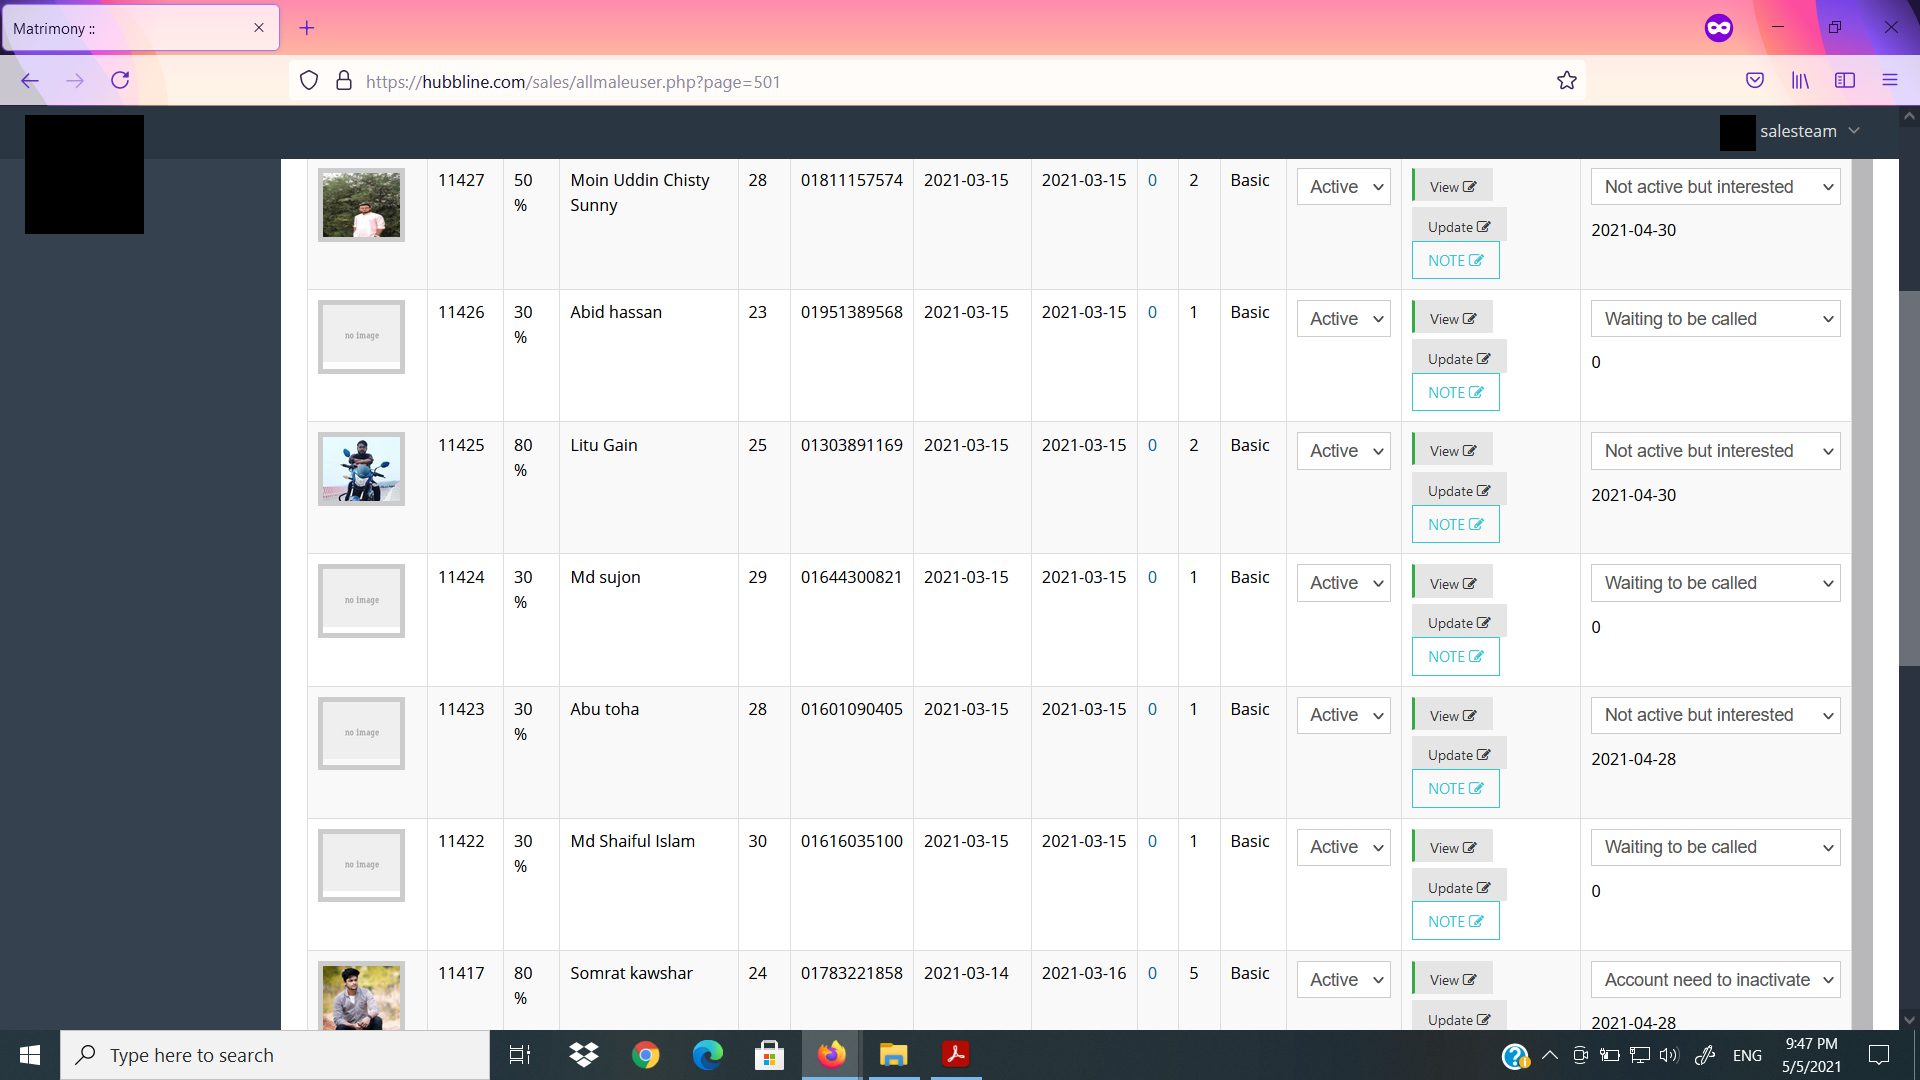 Matrimony ::
https://hubbline.com/sales/allmaleuser.php?page=501
salesteam
11427 50 % Moin Uddin Chisty Sunny 28 01811157574 2021-03-15 2021-03-15 0 2 Basic Active View Update NOTE Not active but interested 2021-04-30
no image 11426 30 % Abid hassan 23 01951389568 2021-03-15 2021-03-15 0 1 Basic Active View Update NOTE Waiting to be called 0
11425 80 % Litu Gain 25 01303891169 2021-03-15 2021-03-15 0 2 Basic Active View Update NOTE Not active but interested 2021-04-30
no image 11424 30 % Md sujon 29 01644300821 2021-03-15 2021-03-15 0 1 Basic Active View Update NOTE Waiting to be called 0
no image 11423 30 % Abu toha 28 01601090405 2021-03-15 2021-03-15 0 1 Basic Active View Update NOTE Not active but interested 2021-04-28
no image 11422 30 % Md Shaiful Islam 30 01616035100 2021-03-15 2021-03-15 0 1 Basic Active View Update NOTE Waiting to be called 0
11417 80 % Somrat kawshar 24 01783221858 2021-03-14 2021-03-16 0 5 Basic Active View Update Account need to inactivate 2021-04-28
Type here to search
ENG
9:47 PM
5/5/2021